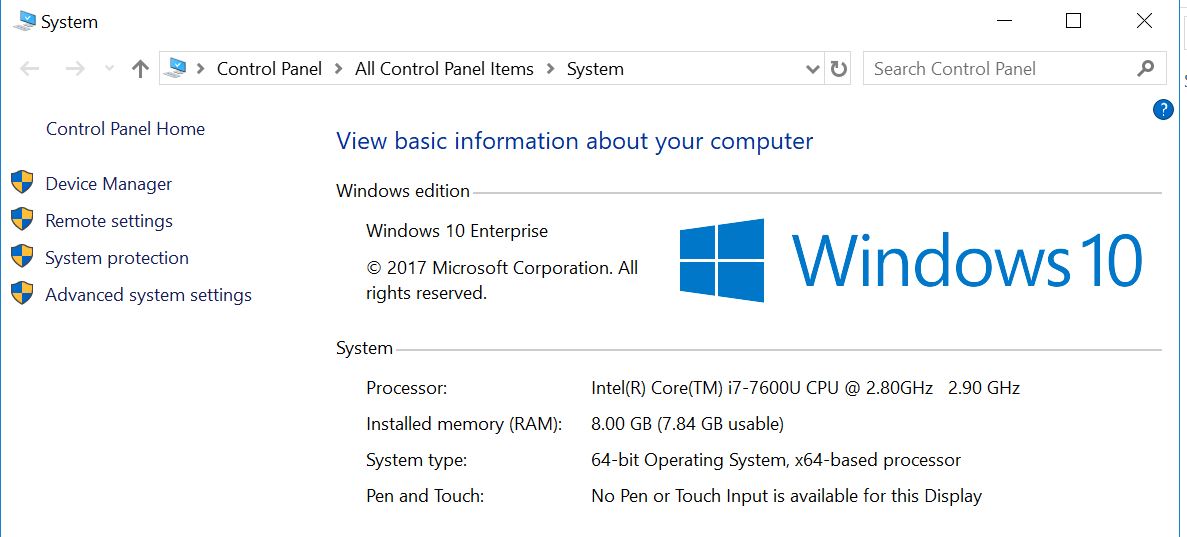 System
Control Panel > All Control Panel Items > System
Search Control Panel
?
Control Panel Home
Device Manager
Remote settings
System protection
Advanced system settings
View basic information about your computer
Windows edition
Windows 10 Enterprise
© 2017 Microsoft Corporation. All
rights reserved.
Windows 10
System
Processor: Intel(R) Core(TM) i7-7600U CPU @ 2.80GHz 2.90 GHz
Installed memory (RAM): 8.00 GB (7.84 GB usable)
System type: 64-bit Operating System, x64-based processor
Pen and Touch: No Pen or Touch Input is available for this Display